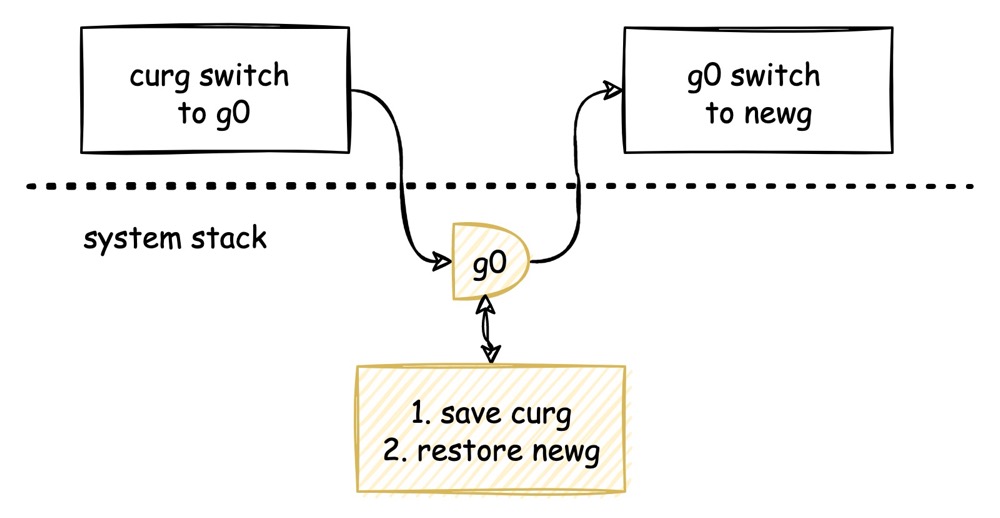 curg switch
to g0
g0 switch
to newg
system stack
g0
1. save curg
2. restore newg